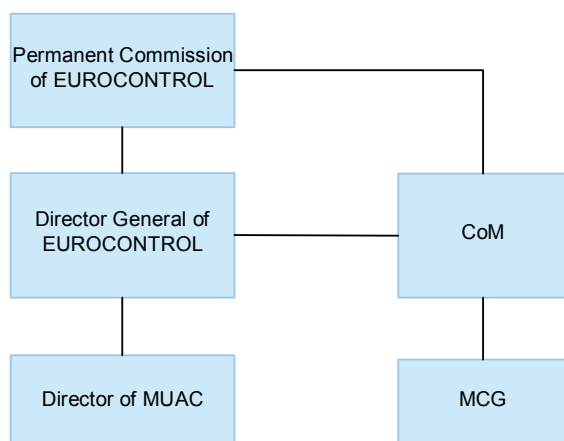 Permanent Commission
of EUROCONTROL
Director General of
EUROCONTROL
CoM
Director of MUAC
MCG